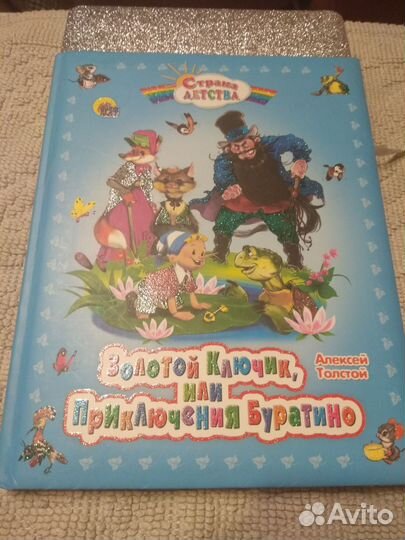 Страна
детства
Золотой Ключик,
или
Приключения Буратино
Алексей
Толстой
Avito